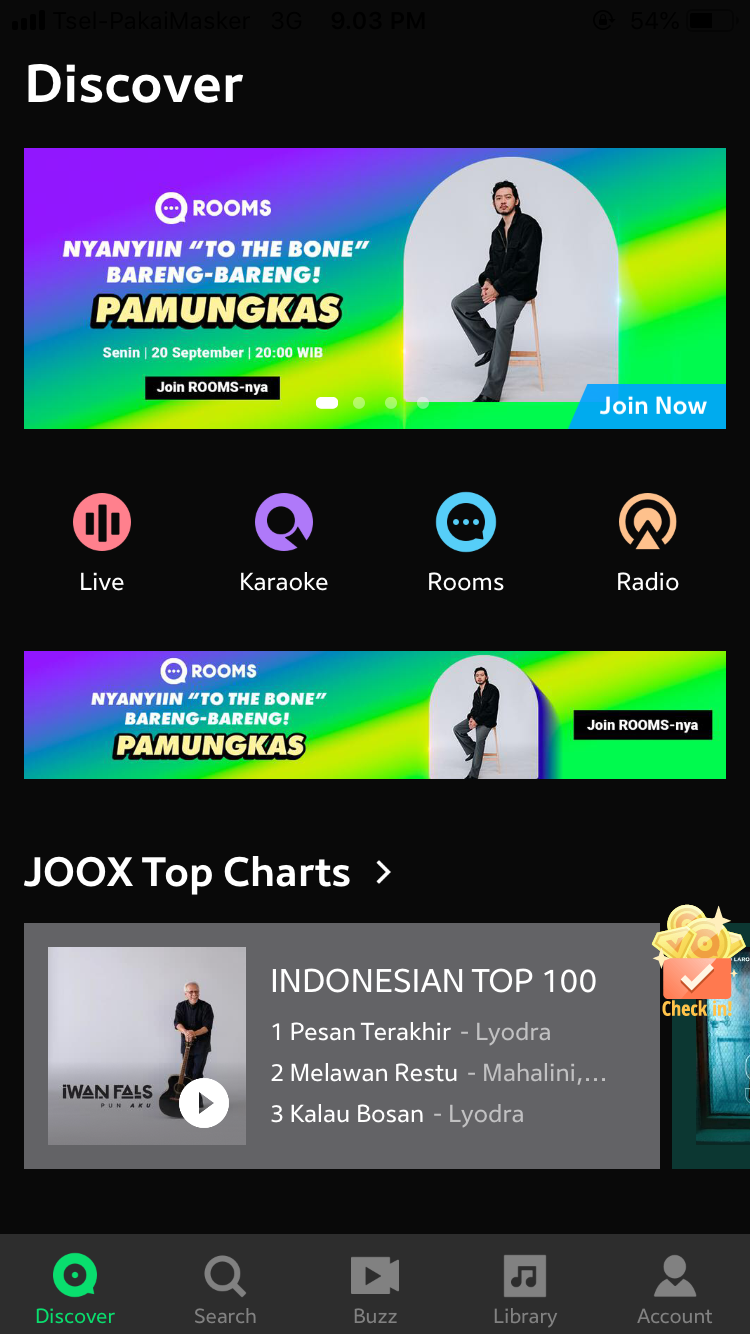 Tsel-PakaiMasker 3G 9.03 PM 54%
Discover
ROOMS
NYANYIIN “TO THE BONE”
BARENG-BARENG!
PAMUNGKAS
Senin | 20 September | 20:00 WIB
Join ROOMS-nya
Join Now
Live
Karaoke
Rooms
Radio
ROOMS
NYANYIIN “TO THE BONE”
BARENG-BARENG!
PAMUNGKAS
Join ROOMS-nya
JOOX Top Charts >
INDONESIAN TOP 100
1 Pesan Terakhir - Lyodra
2 Melawan Restu - Mahalini,...
3 Kalau Bosan - Lyodra
iWAN FALS
PUN AKU
Check in!
Discover
Search
Buzz
Library
Account